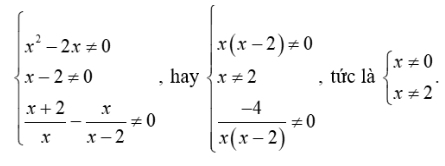 { x² − 2x ≠ 0
x − 2 ≠ 0
(x + 2)/x − x/(x − 2) ≠ 0
, hay { x(x − 2) ≠ 0
x ≠ 2
−4/(x(x − 2)) ≠ 0
, tức là { x ≠ 0
x ≠ 2 .